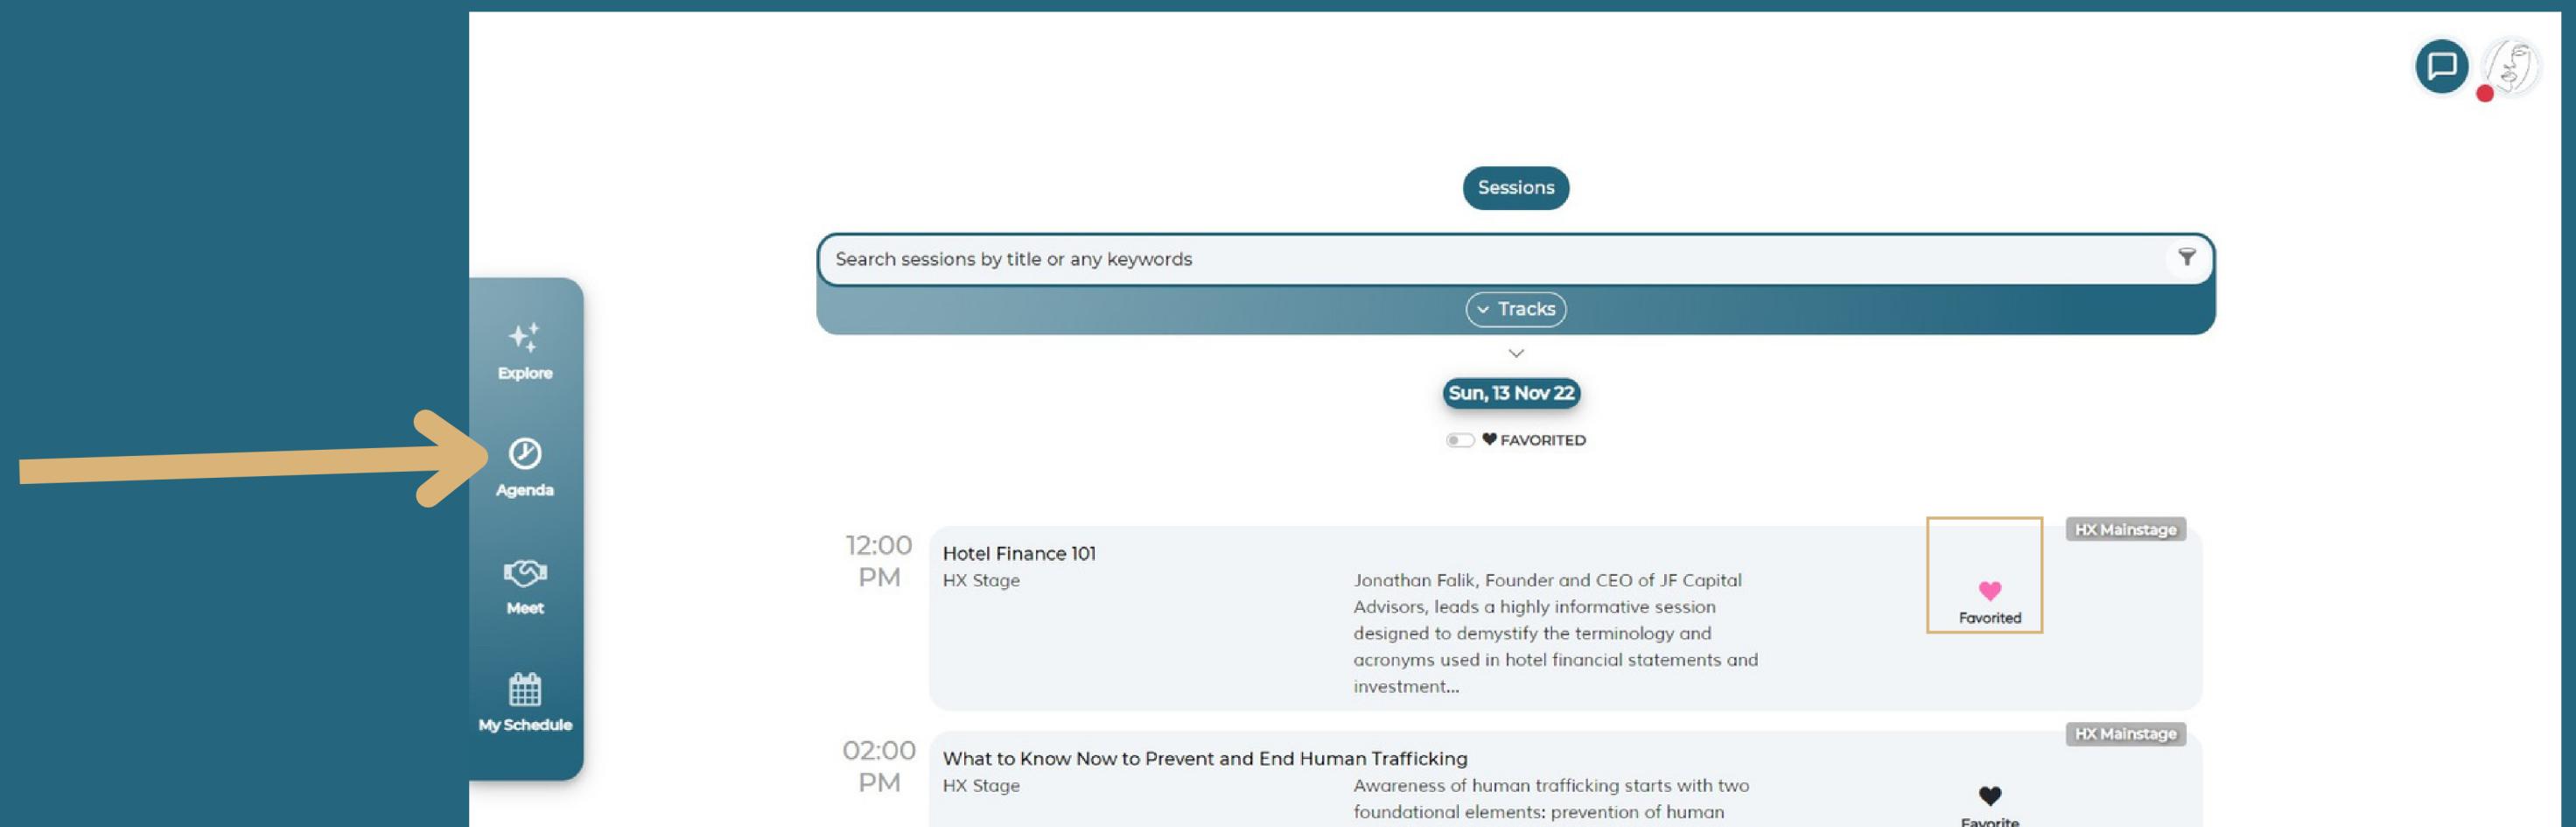 Sessions
Search sessions by title or any keywords
Tracks
Explore
Sun, 13 Nov 22
FAVORITED
Agenda
Meet
My Schedule
12:00
PM
Hotel Finance 101
HX Stage
Jonathan Falik, Founder and CEO of JF Capital
Advisors, leads a highly informative session
designed to demystify the terminology and
acronyms used in hotel financial statements and
investment...
Favorited
HX Mainstage
02:00
PM
What to Know Now to Prevent and End Human Trafficking
HX Stage
Awareness of human trafficking starts with two
foundational elements: prevention of human
Favorite
HX Mainstage